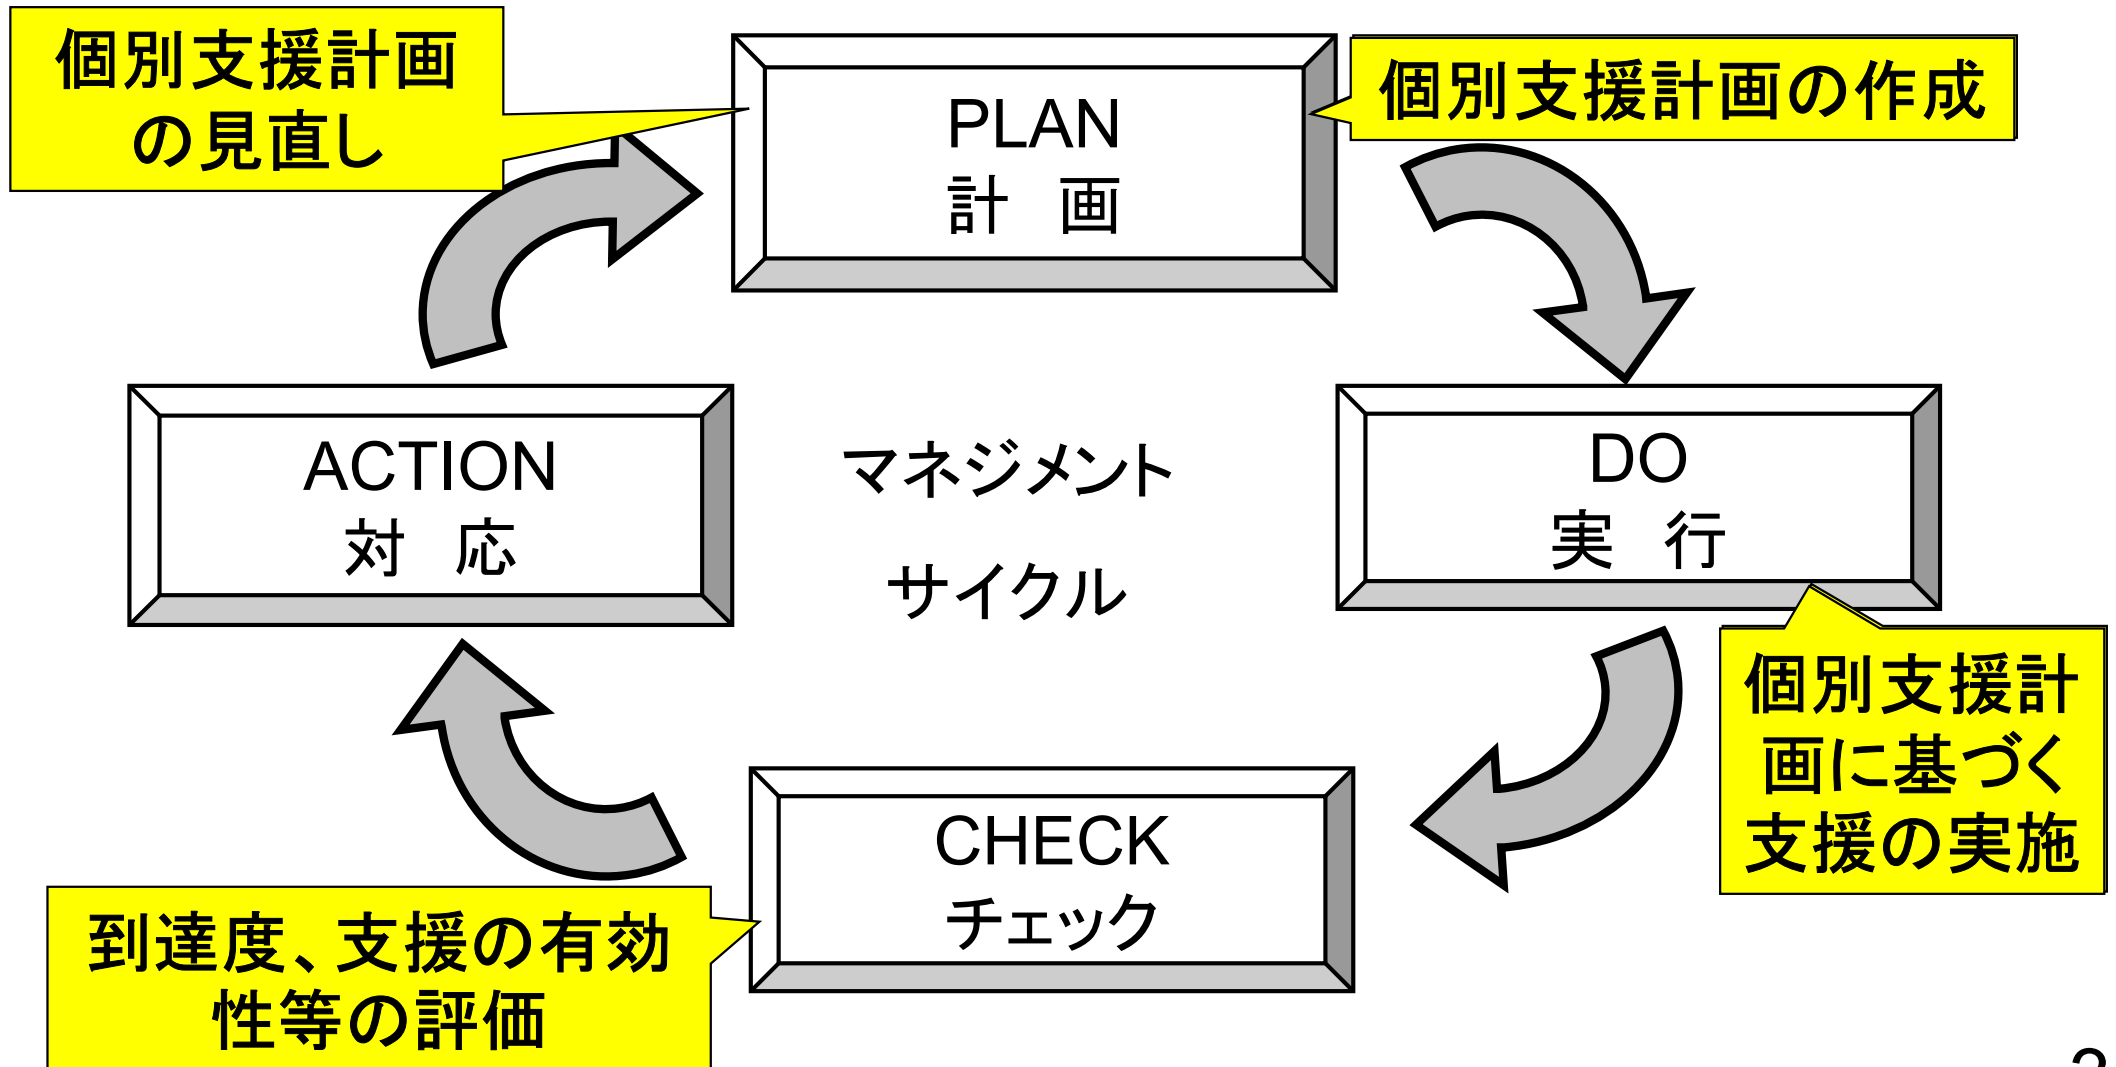 個別支援計画
の見直し
PLAN
計　画
個別支援計画の作成
ACTION
対　応
マネジメント
サイクル
DO
実　行
個別支援計
画に基づく
支援の実施
CHECK
チェック
到達度、支援の有効
性等の評価